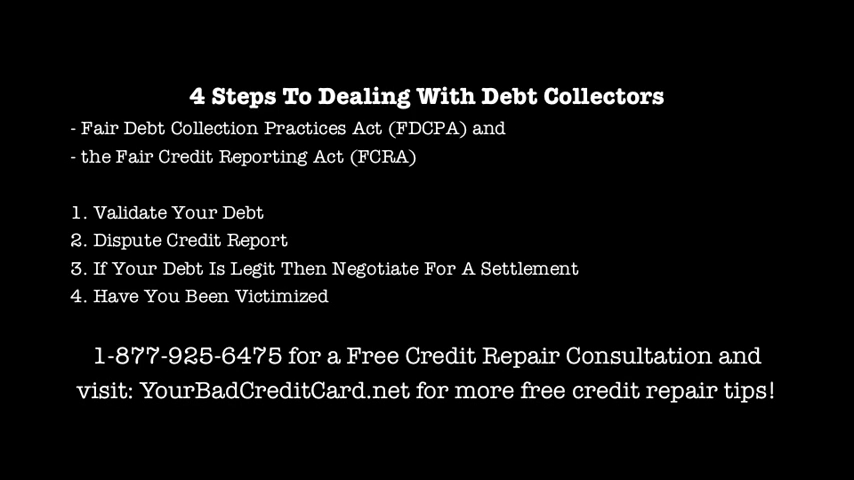 4 Steps To Dealing With Debt Collectors
- Fair Debt Collection Practices Act (FDCPA) and
- the Fair Credit Reporting Act (FCRA)
1. Validate Your Debt
2. Dispute Credit Report
3. If Your Debt Is Legit Then Negotiate For A Settlement
4. Have You Been Victimized
1-877-925-6475 for a Free Credit Repair Consultation and
visit: YourBadCreditCard.net for more free credit repair tips!